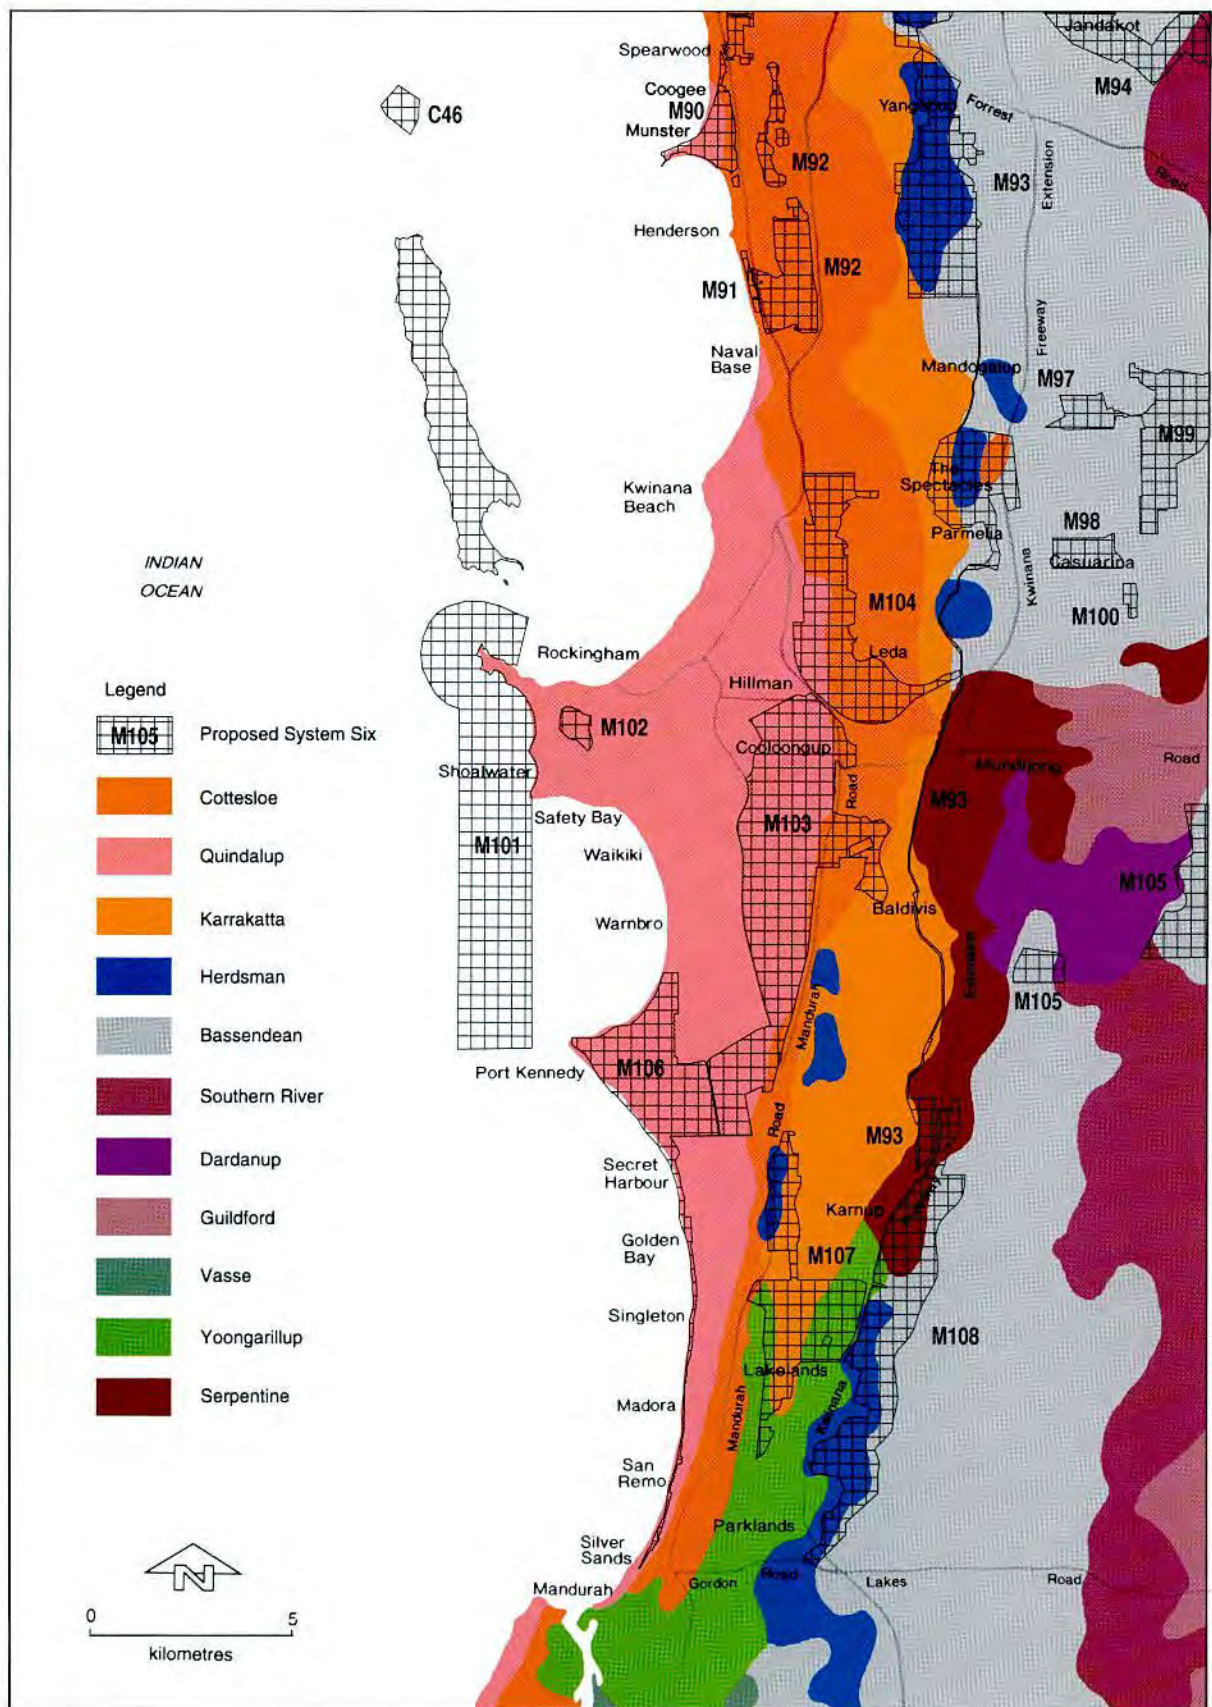 Jandakot
Spearwood
M94
Coogee
C46
M90
Yangebup
Forrest
Munster
M92
M93
Extension
Road
Henderson
M92
M91
Freeway
Naval
Base
Mandogalup
M97
M99
The
Spectacles
Kwinana
Beach
M98
Parmelia
Casuarina
INDIAN
OCEAN
Kwinana
M104
M100
Rockingham
Leda
Hillman
Legend
M105 Proposed System Six
M102
Cooloongup
Mundijong
Road
Shoalwater
Road
Cottesloe
M93
Safety Bay
M103
M101
Waikiki
Quindalup
M105
Baldivis
Karrakatta
Warnbro
Extension
Herdsman
Mandurah
M105
Bassendean
M106
Port Kennedy
Southern River
Road
M93
Dardanup
Secret
Harbour
Karnup
Guildford
Golden
Bay
M107
Vasse
Singleton
M108
Yoongarillup
Lakelands
Serpentine
Madora
Mandurah
Kwinana
San
Remo
Parklands
Silver
Sands
N
Mandurah
Gordon
Road
Lakes
Road
0 5
kilometres